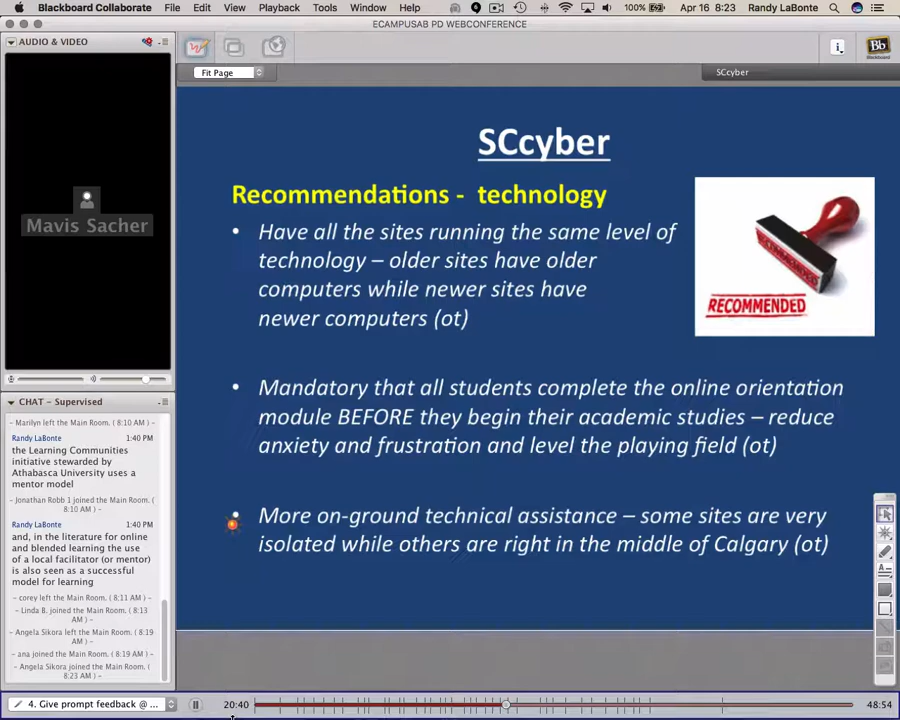 Blackboard Collaborate File Edit View Playback Tools Window Help 100% Apr 16 8:23 Randy LaBonte
ECAMPUSAB PD WEBCONFERENCE
AUDIO & VIDEO
Mavis Sacher
CHAT - Supervised
Marilyn left the Main Room. ( 8:10 AM ) -
Randy LaBonte 1:40 PM
the Learning Communities
initiative stewarded by
Athabasca University uses a
mentor model
- Jonathan Robb 1 joined the Main Room. (
8:10 AM ) -
Randy LaBonte 1:40 PM
and, in the literature for online
and blended learning the use
of a local facilitator (or mentor)
is also seen as a successful
model for learning
- corey left the Main Room. ( 8:11 AM ) -
- Linda B. joined the Main Room. ( 8:13
AM ) -
Angela Sikora left the Main Room. ( 8:19
AM ) -
- ana joined the Main Room. ( 8:19 AM ) -
- Angela Sikora joined the Main Room. (
8:23 AM ) -
Fit Page
SCcyber
i
Bb
Blackboard
SCcyber
Recommendations - technology
• Have all the sites running the same level of
technology – older sites have older
computers while newer sites have
newer computers (ot)
RECOMMENDED
• Mandatory that all students complete the online orientation
module BEFORE they begin their academic studies – reduce
anxiety and frustration and level the playing field (ot)
• More on-ground technical assistance – some sites are very
isolated while others are right in the middle of Calgary (ot)
4. Give prompt feedback @ ... 20:40 48:54